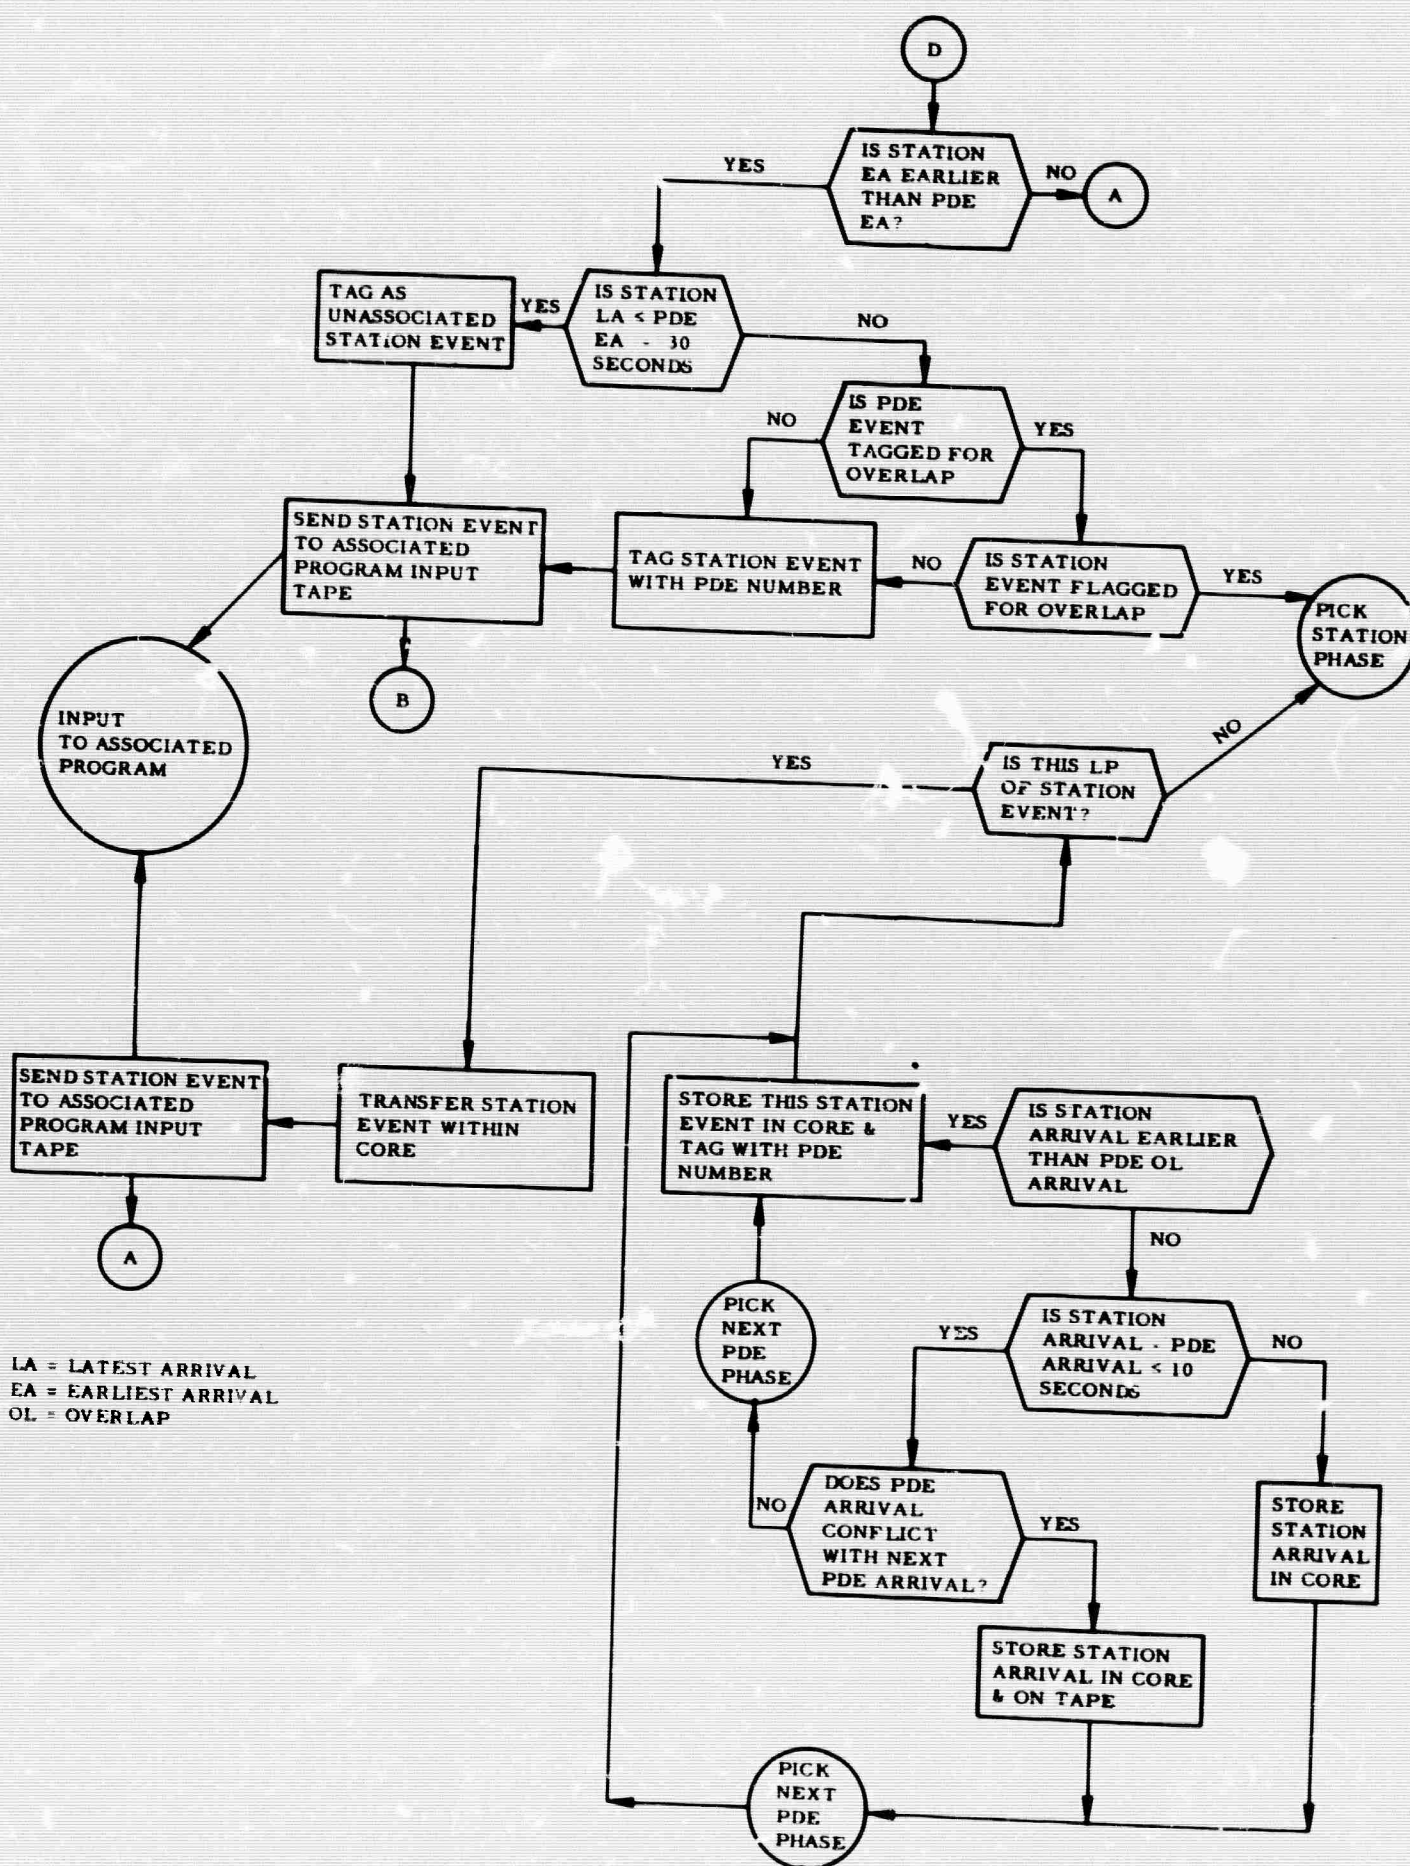 D
IS STATION
EA EARLIER
THAN PDE
EA?
YES
NO
A
TAG AS
UNASSOCIATED
STATION EVENT
YES
IS STATION
LA < PDE
EA - 30
SECONDS
NO
IS PDE
EVENT
TAGGED FOR
OVERLAP
NO
YES
SEND STATION EVENT
TO ASSOCIATED
PROGRAM INPUT
TAPE
TAG STATION EVENT
WITH PDE NUMBER
NO
IS STATION
EVENT FLAGGED
FOR OVERLAP
YES
PICK
STATION
PHASE
B
INPUT
TO ASSOCIATED
PROGRAM
YES
IS THIS LP
OF STATION
EVENT?
NO
SEND STATION EVENT
TO ASSOCIATED
PROGRAM INPUT
TAPE
TRANSFER STATION
EVENT WITHIN
CORE
STORE THIS STATION
EVENT IN CORE &
TAG WITH PDE
NUMBER
YES
IS STATION
ARRIVAL EARLIER
THAN PDE OL
ARRIVAL
NO
A
PICK
NEXT
PDE
PHASE
YES
IS STATION
ARRIVAL - PDE
ARRIVAL < 10
SECONDS
NO
LA = LATEST ARRIVAL
EA = EARLIEST ARRIVAL
OL = OVERLAP
NO
DOES PDE
ARRIVAL
CONFLICT
WITH NEXT
PDE ARRIVAL?
YES
STORE
STATION
ARRIVAL
IN CORE
STORE STATION
ARRIVAL IN CORE
& ON TAPE
PICK
NEXT
PDE
PHASE